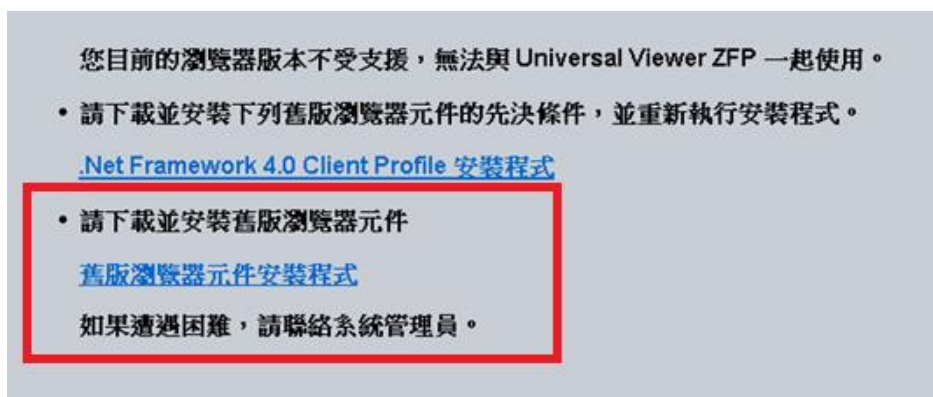 您目前的瀏覽器版本不受支援,無法與 Universal Viewer ZFP 一起使用。
• 請下載並安裝下列舊版瀏覽器元件的先決條件,並重新執行安裝程式。
.Net Framework 4.0 Client Profile 安裝程式
• 請下載並安裝舊版瀏覽器元件
舊版瀏覽器元件安裝程式
如果遭遇困難,請聯絡系統管理員。